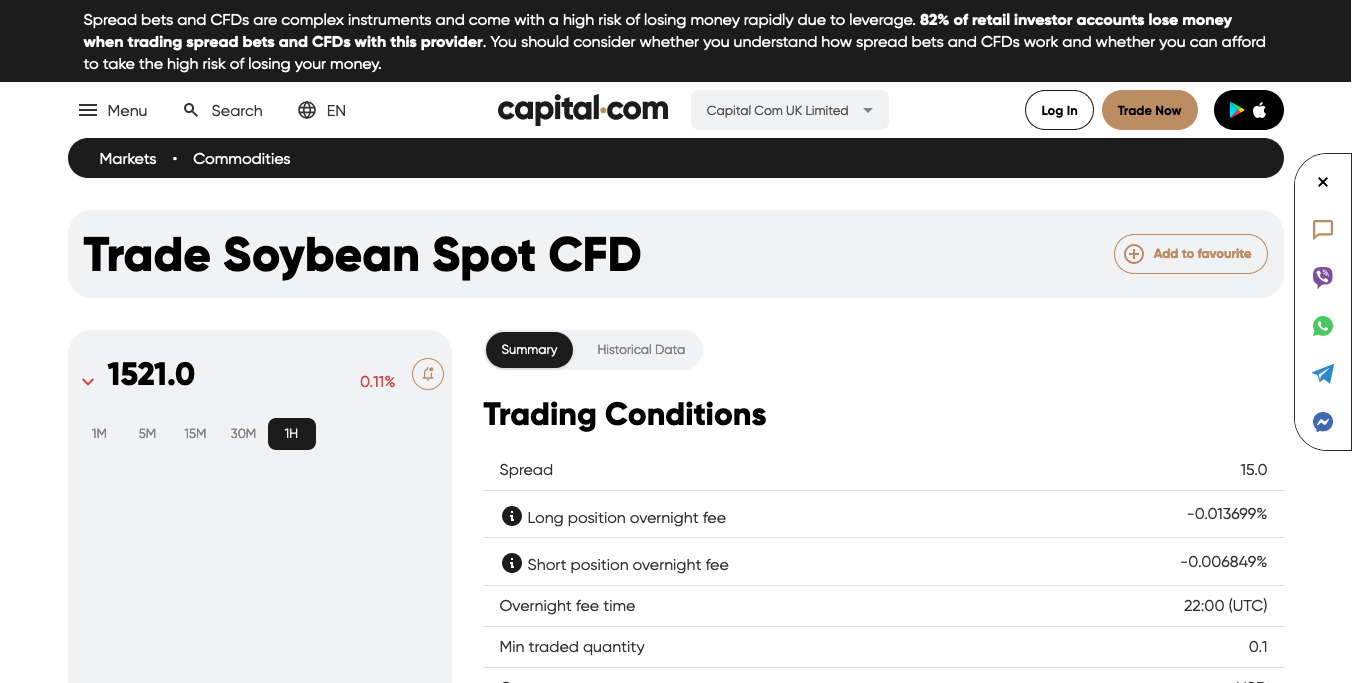 Spread bets and CFDs are complex instruments and come with a high risk of losing money rapidly due to leverage. 82% of retail investor accounts lose money
when trading spread bets and CFDs with this provider. You should consider whether you understand how spread bets and CFDs work and whether you can afford
to take the high risk of losing your money.
Menu Search EN capital.com Capital Com UK Limited Log In Trade Now
Markets • Commodities
Trade Soybean Spot CFD
Add to favourite
1521.0 0.11%
1M 5M 15M 30M 1H
Summary Historical Data
Trading Conditions
Spread 15.0
Long position overnight fee -0.013699%
Short position overnight fee -0.006849%
Overnight fee time 22:00 (UTC)
Min traded quantity 0.1